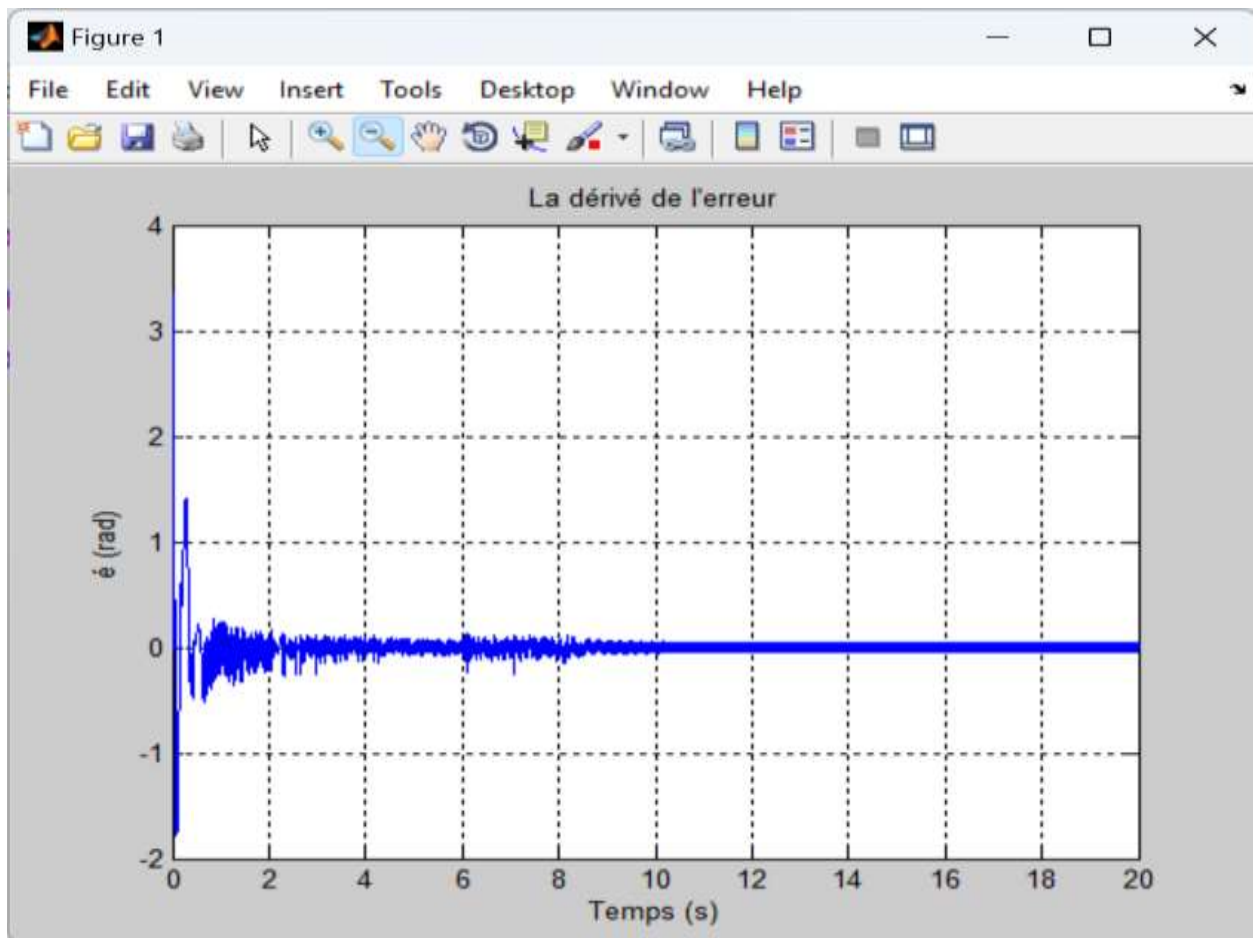 Figure 1
File Edit View Insert Tools Desktop Window Help
La dérivé de l'erreur
4
3
2
1
0
-1
-2
ė (rad)
0 2 4 6 8 10 12 14 16 18 20
Temps (s)